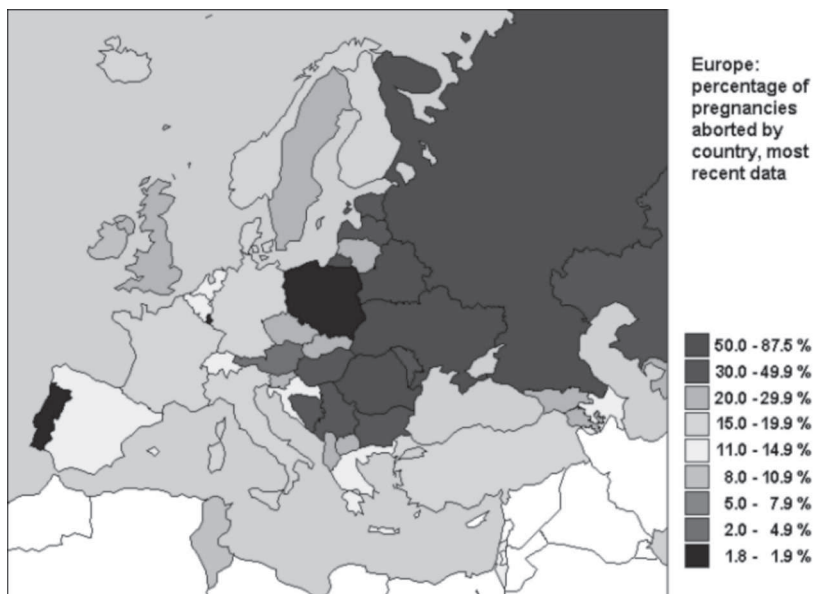 Europe:
percentage of
pregnancies
aborted by
country, most
recent data
50.0 - 87.5 %
30.0 - 49.9 %
20.0 - 29.9 %
15.0 - 19.9 %
11.0 - 14.9 %
8.0 - 10.9 %
5.0 - 7.9 %
2.0 - 4.9 %
1.8 - 1.9 %